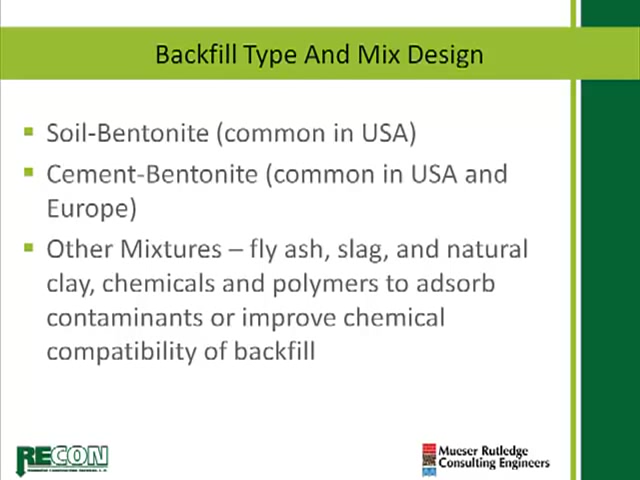 Backfill Type And Mix Design
Soil-Bentonite (common in USA)
Cement-Bentonite (common in USA and
Europe)
Other Mixtures – fly ash, slag, and natural
clay, chemicals and polymers to adsorb
contaminants or improve chemical
compatibility of backfill
RECON
Mueser Rutledge
Consulting Engineers